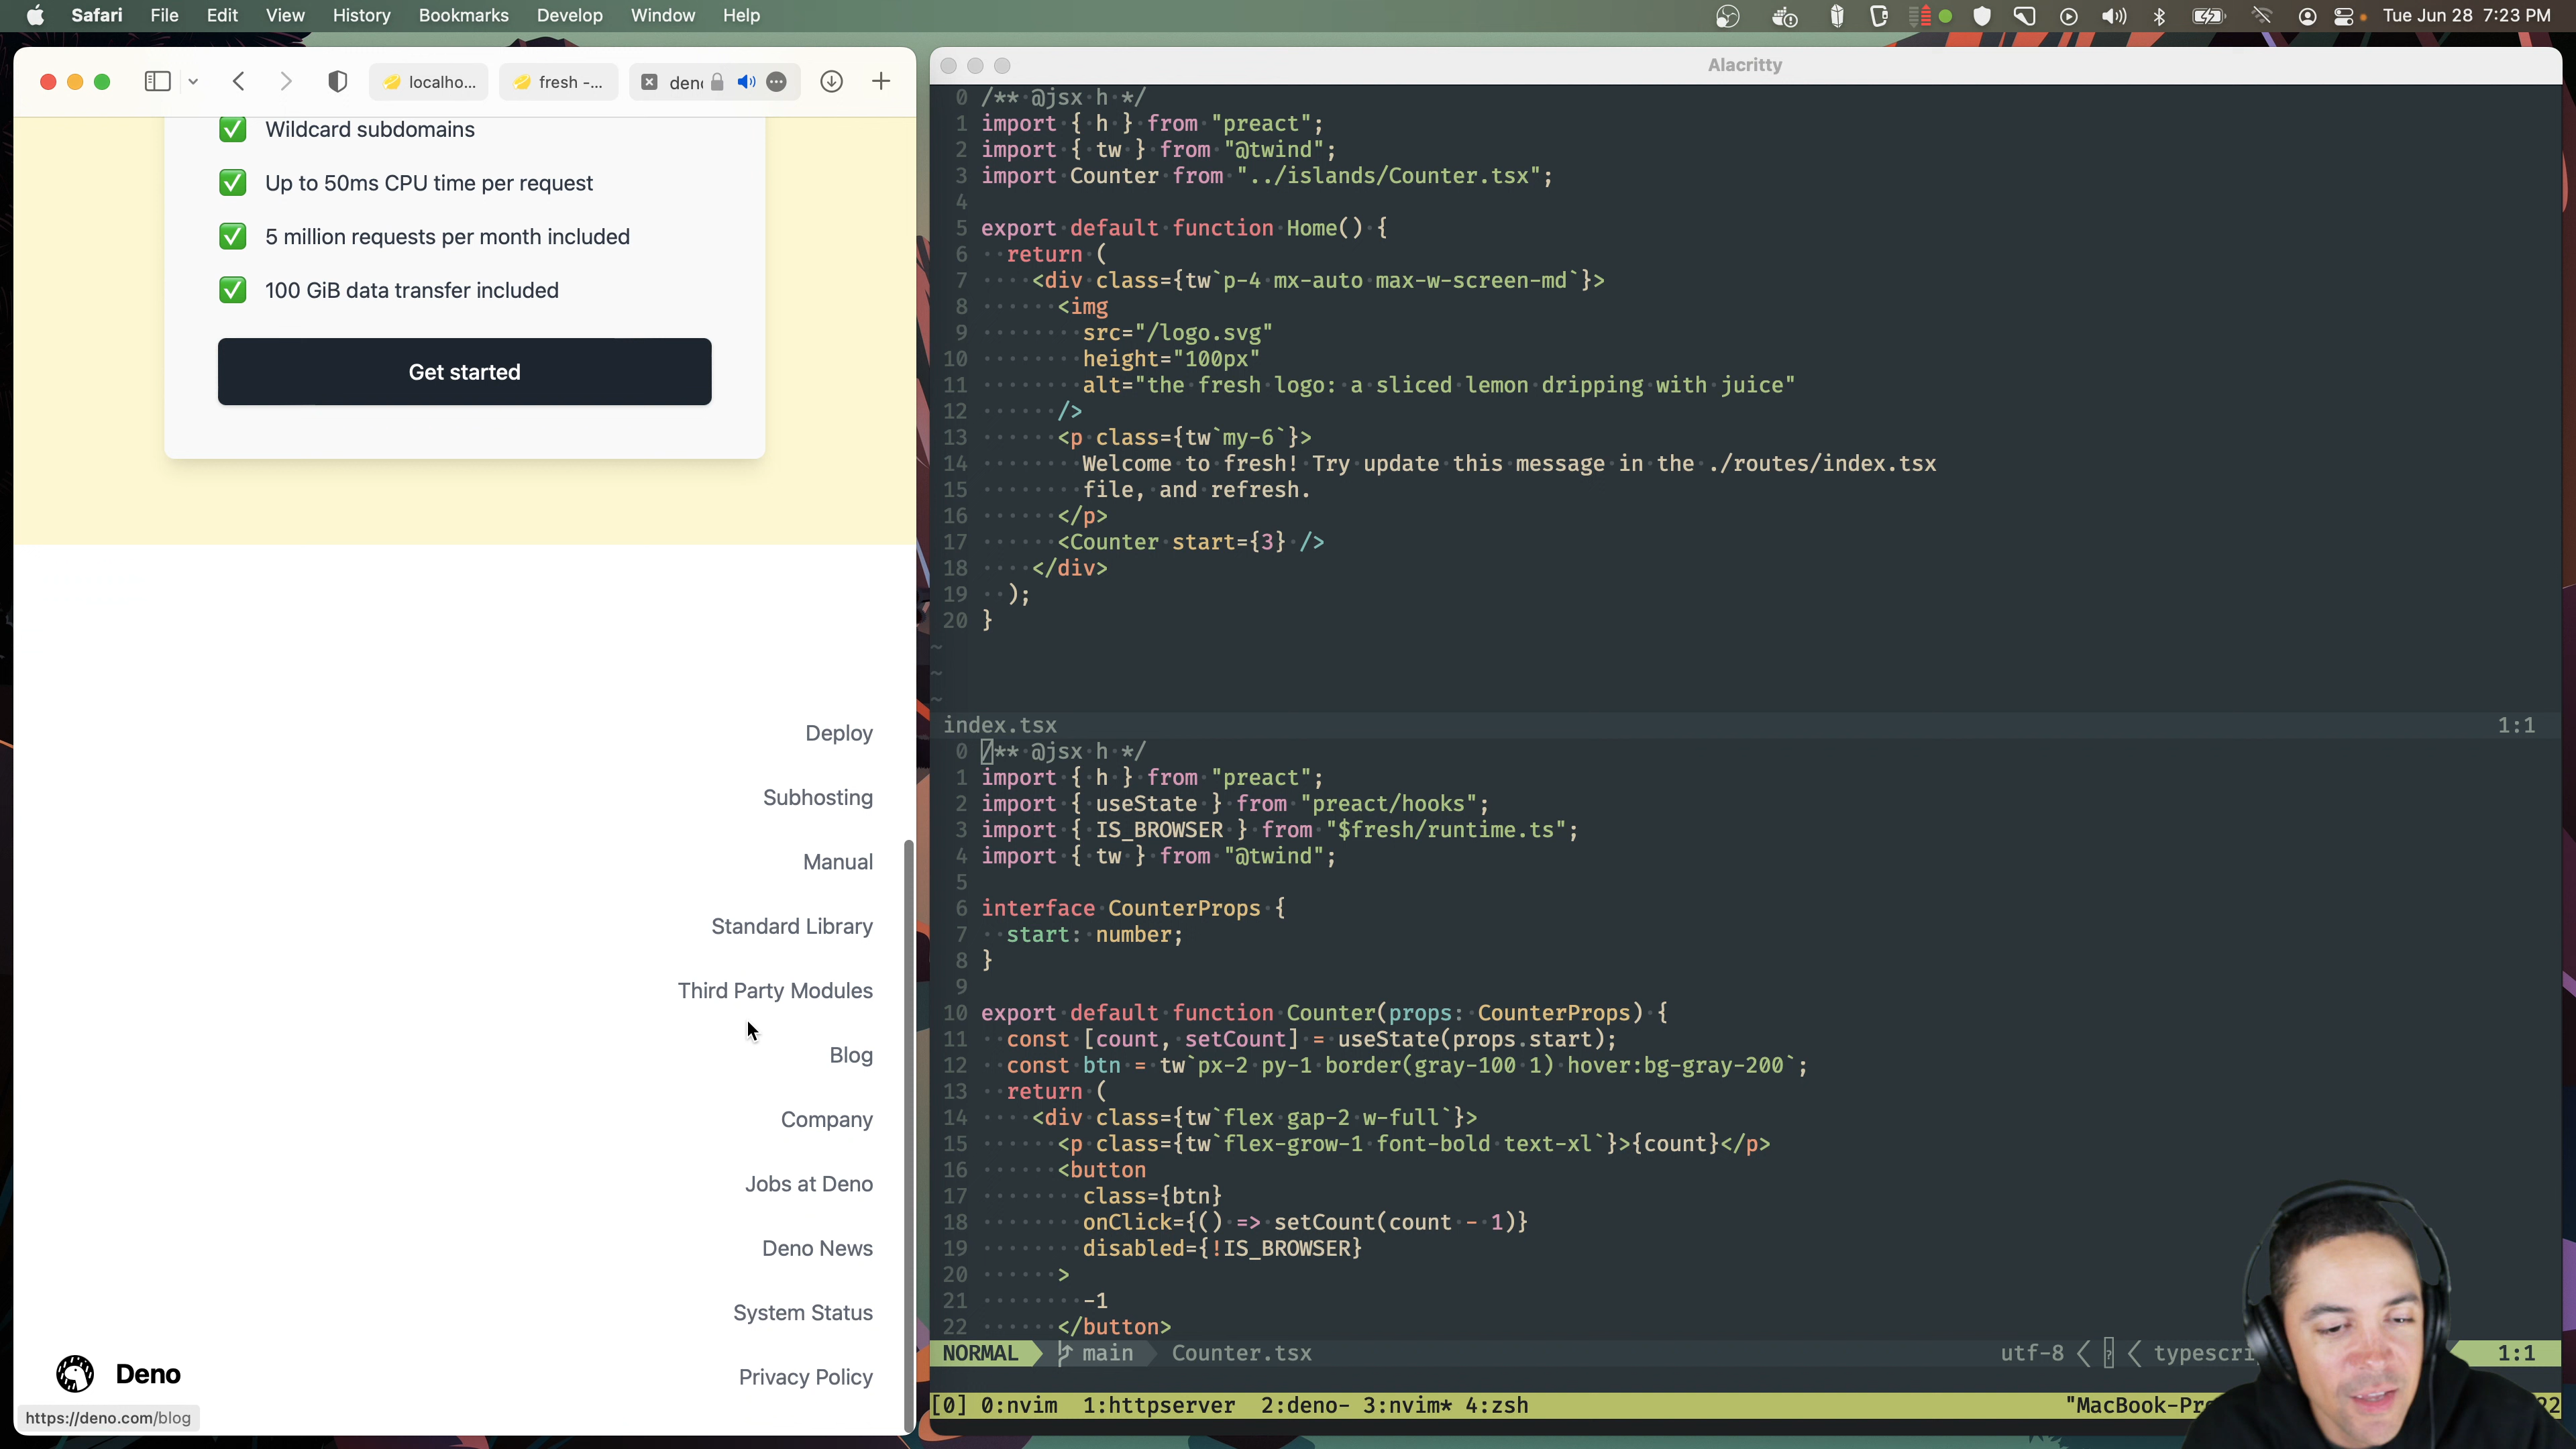 Safari File Edit View History Bookmarks Develop Window Help
Tue Jun 28 7:23 PM
localho... fresh -... den
Wildcard subdomains
Up to 50ms CPU time per request
5 million requests per month included
100 GiB data transfer included
Get started
Deploy
Subhosting
Manual
Standard Library
Third Party Modules
Blog
Company
Jobs at Deno
Deno News
System Status
Privacy Policy
Deno
https://deno.com/blog
Alacritty
0 /** @jsx h */
1 import { h } from "preact";
2 import { tw } from "@twind";
3 import Counter from "../islands/Counter.tsx";
4
5 export default function Home() {
6 return (
7 <div class={tw`p-4 mx-auto max-w-screen-md`}>
8 <img
9 src="/logo.svg"
10 height="100px"
11 alt="the fresh logo: a sliced lemon dripping with juice"
12 />
13 <p class={tw`my-6`}>
14 Welcome to fresh! Try update this message in the ./routes/index.tsx
15 file, and refresh.
16 </p>
17 <Counter start={3} />
18 </div>
19 );
20 }
~
~
~
index.tsx 1:1
0 /** @jsx h */
1 import { h } from "preact";
2 import { useState } from "preact/hooks";
3 import { IS_BROWSER } from "$fresh/runtime.ts";
4 import { tw } from "@twind";
5
6 interface CounterProps {
7 start: number;
8 }
9
10 export default function Counter(props: CounterProps) {
11 const [count, setCount] = useState(props.start);
12 const btn = tw`px-2 py-1 border(gray-100 1) hover:bg-gray-200`;
13 return (
14 <div class={tw`flex gap-2 w-full`}>
15 <p class={tw`flex-grow-1 font-bold text-xl`}>{count}</p>
16 <button
17 class={btn}
18 onClick={() => setCount(count - 1)}
19 disabled={!IS_BROWSER}
20 >
21 -1
22 </button>
NORMAL main Counter.tsx utf-8 < ? < typescri 1:1
[0] 0:nvim 1:httpserver 2:deno- 3:nvim* 4:zsh "MacBook-Pr 22